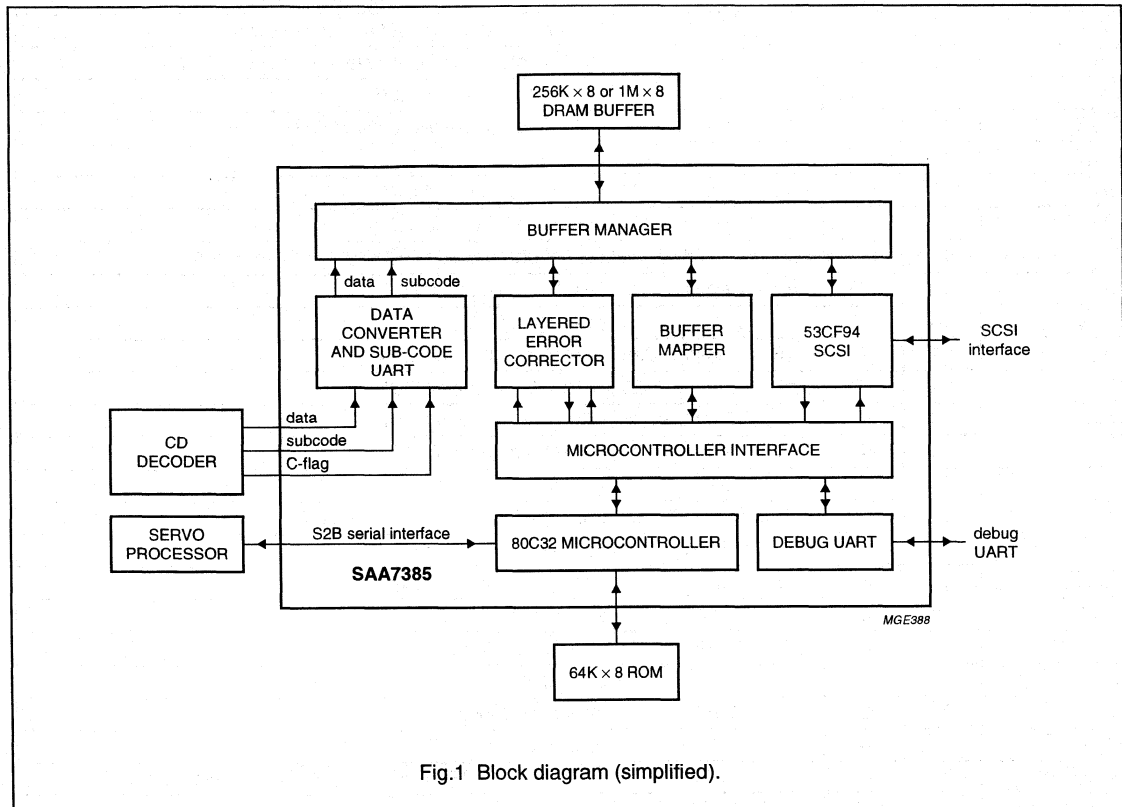 256K × 8 or 1M × 8
DRAM BUFFER
BUFFER MANAGER
data
subcode
DATA
CONVERTER
AND SUB-CODE
UART
LAYERED
ERROR
CORRECTOR
BUFFER
MAPPER
53CF94
SCSI
SCSI
interface
CD
DECODER
data
subcode
C-flag
MICROCONTROLLER INTERFACE
SERVO
PROCESSOR
S2B serial interface
80C32 MICROCONTROLLER
DEBUG UART
debug
UART
SAA7385
MGE388
64K × 8 ROM
Fig.1 Block diagram (simplified).